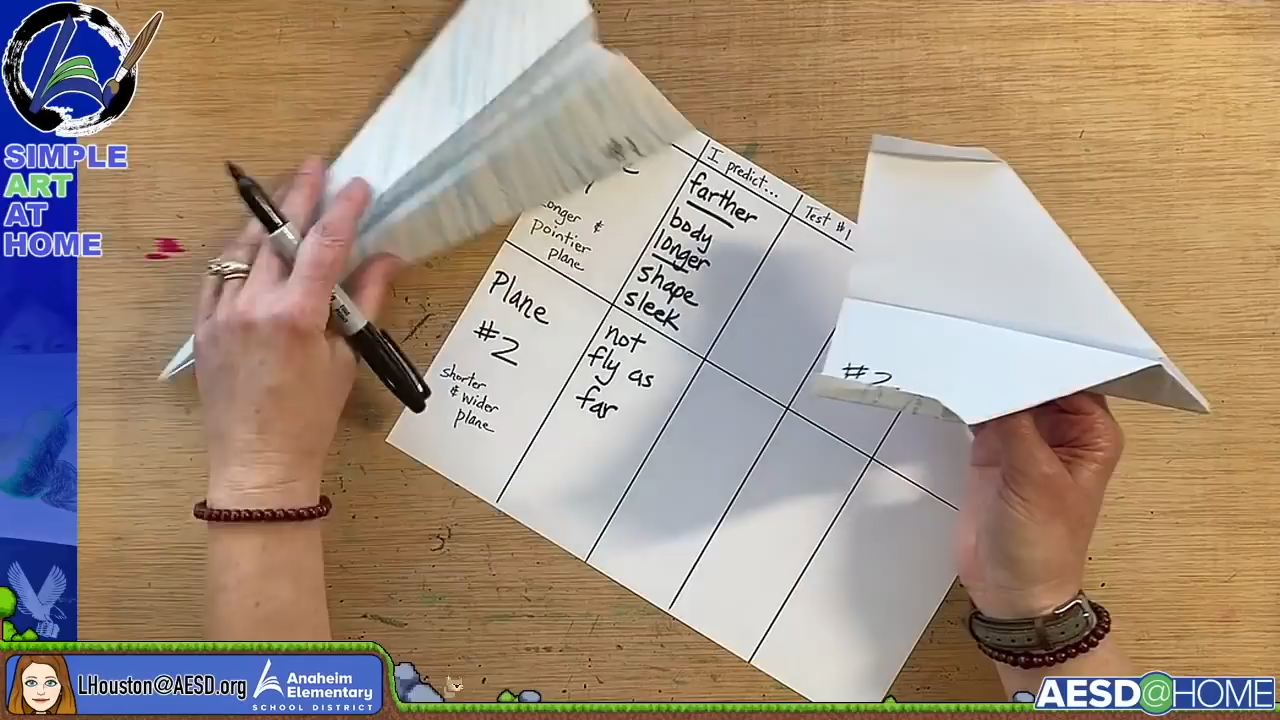 SIMPLE
ART
AT
HOME
I predict...
Test #1
farther
body
longer
shape
sleek
&
pointier
plane
Plane
#2
shorter
& wider
plane
not
fly as
far
#2
LHouston@AESD.org
Anaheim
Elementary
SCHOOL DISTRICT
AESD@HOME